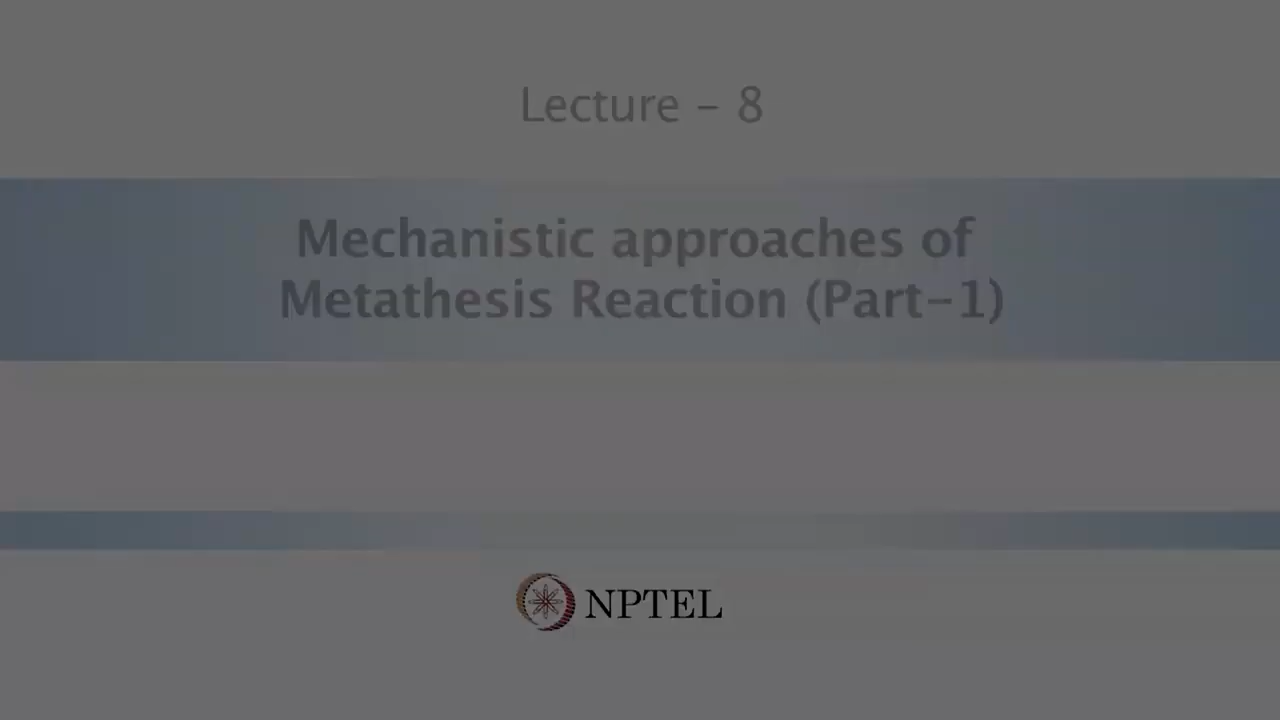 Lecture – 8
Mechanistic approaches of
Metathesis Reaction (Part-1)
NPTEL